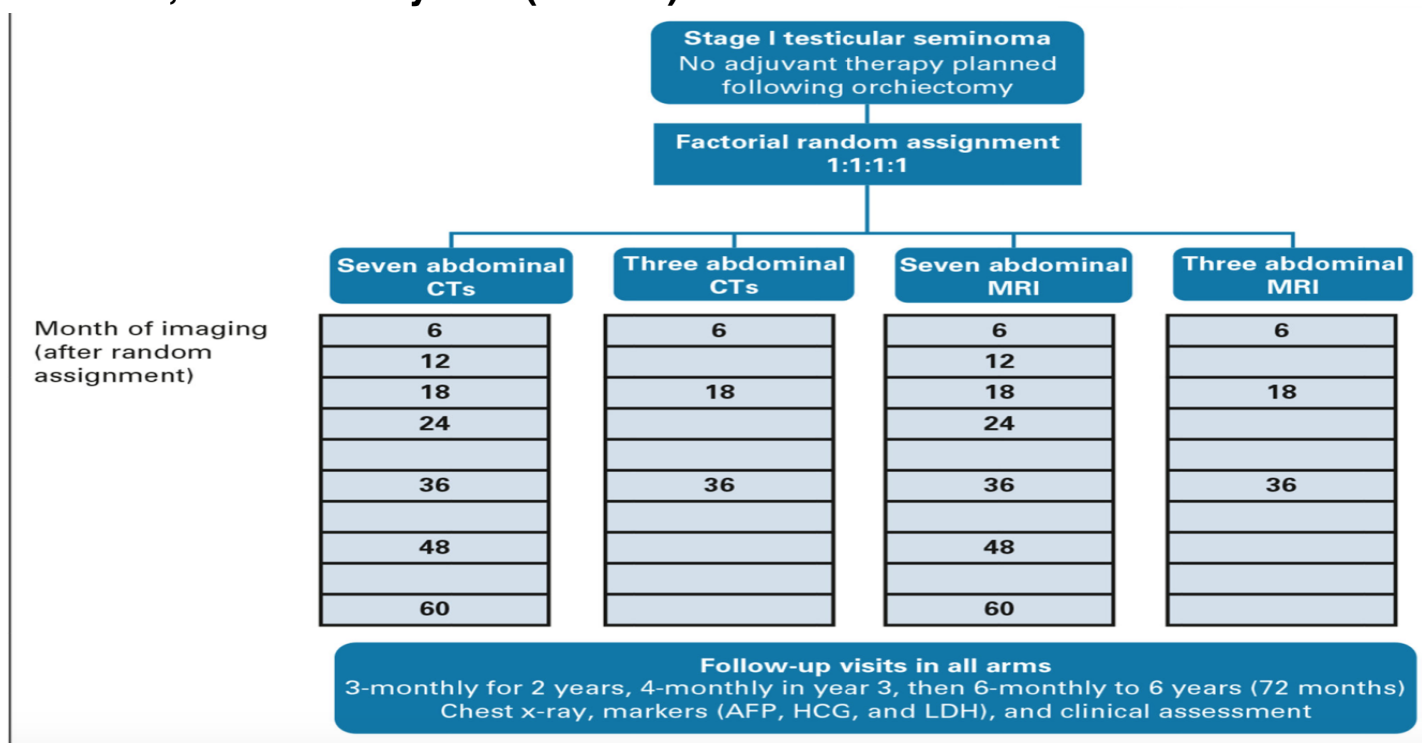 Stage I testicular seminoma
No adjuvant therapy planned
following orchiectomy
Factorial random assignment
1:1:1:1
Seven abdominal
CTs
Three abdominal
CTs
Seven abdominal
MRI
Three abdominal
MRI
Month of imaging
(after random
assignment)
6 6 6 6
12 12
18 18 18 18
24 24
36 36 36 36
48 48
60 60
Follow-up visits in all arms
3-monthly for 2 years, 4-monthly in year 3, then 6-monthly to 6 years (72 months)
Chest x-ray, markers (AFP, HCG, and LDH), and clinical assessment